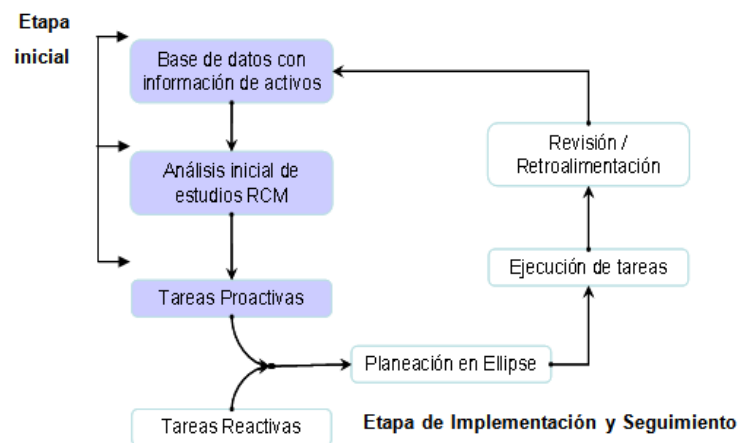 Etapa
inicial
Base de datos con
información de activos
Análisis inicial de
estudios RCM
Tareas Proactivas
Tareas Reactivas
Planeación en Ellipse
Ejecución de tareas
Revisión /
Retroalimentación
Etapa de Implementación y Seguimiento